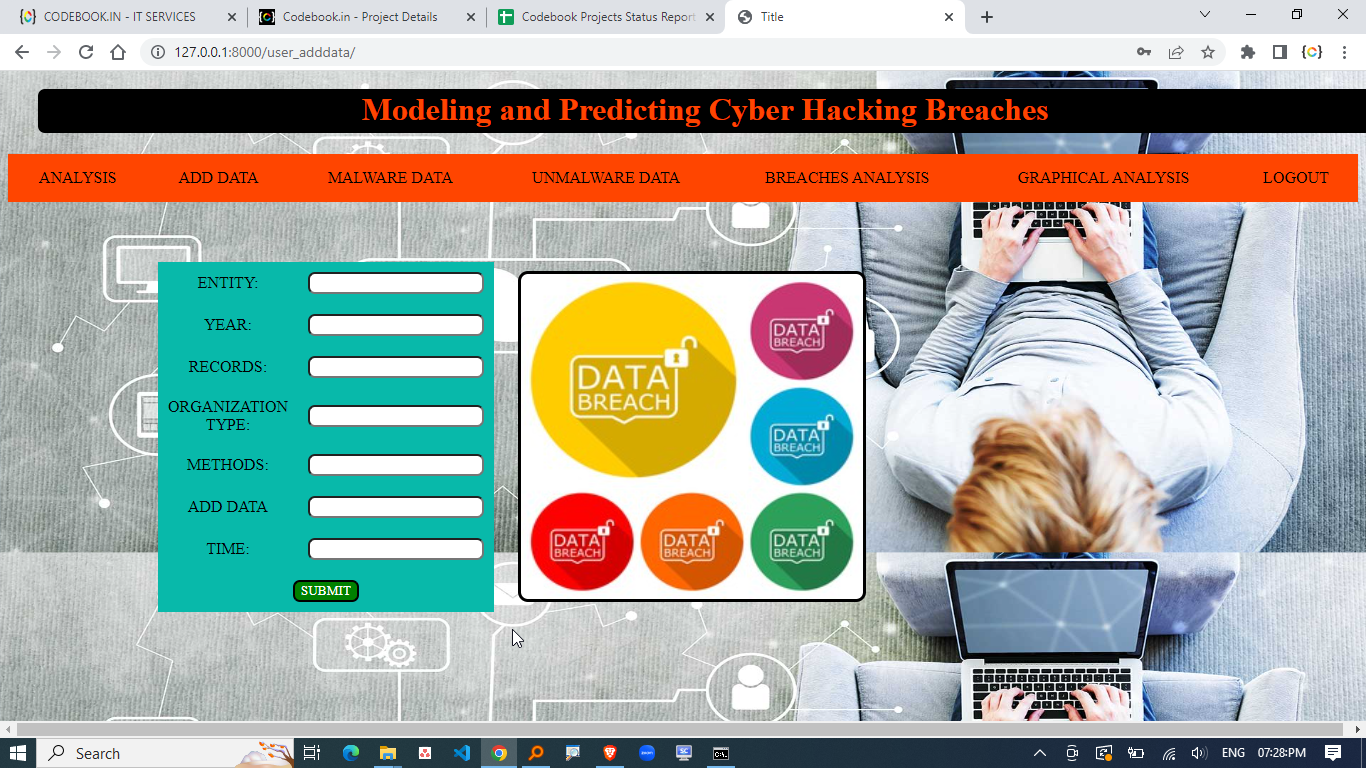 CODEBOOK.IN - IT SERVICES
Codebook.in - Project Details
Codebook Projects Status Report
Title
127.0.0.1:8000/user_adddata/
Modeling and Predicting Cyber Hacking Breaches
ANALYSIS ADD DATA MALWARE DATA UNMALWARE DATA BREACHES ANALYSIS GRAPHICAL ANALYSIS LOGOUT
ENTITY:
YEAR:
RECORDS:
ORGANIZATION
TYPE:
METHODS:
ADD DATA
TIME:
SUBMIT
DATA
BREACH
DATA
BREACH
DATA
BREACH
DATA
BREACH
DATA
BREACH
DATA
BREACH
Search
ENG 07:28:PM